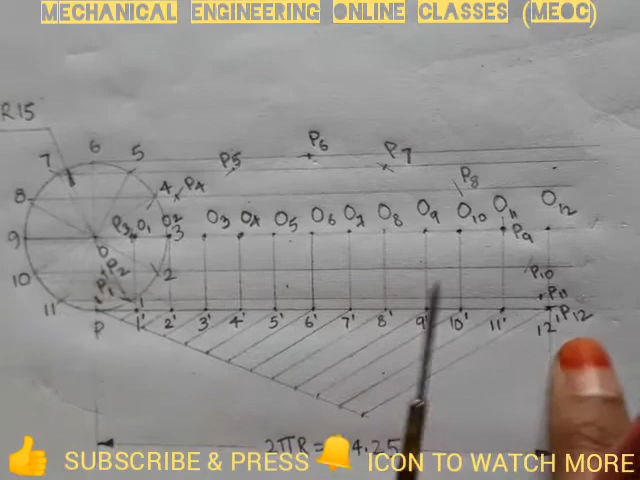 MECHANICAL ENGINEERING ONLINE CLASSES (MEOC)
R15
6 5 P5 P6 P7
7
8 4 P4 P8
P3 O1 O2 O3 O4 O5 O6 O7 O8 O9 O10 O11 O12
9 O 3 P9
10 P1 P2 2 P10
11 1 P11
P 1' 2' 3' 4' 5' 6' 7' 8' 9' 10' 11' 12' P12
2πR = 4.25
SUBSCRIBE & PRESS ICON TO WATCH MORE